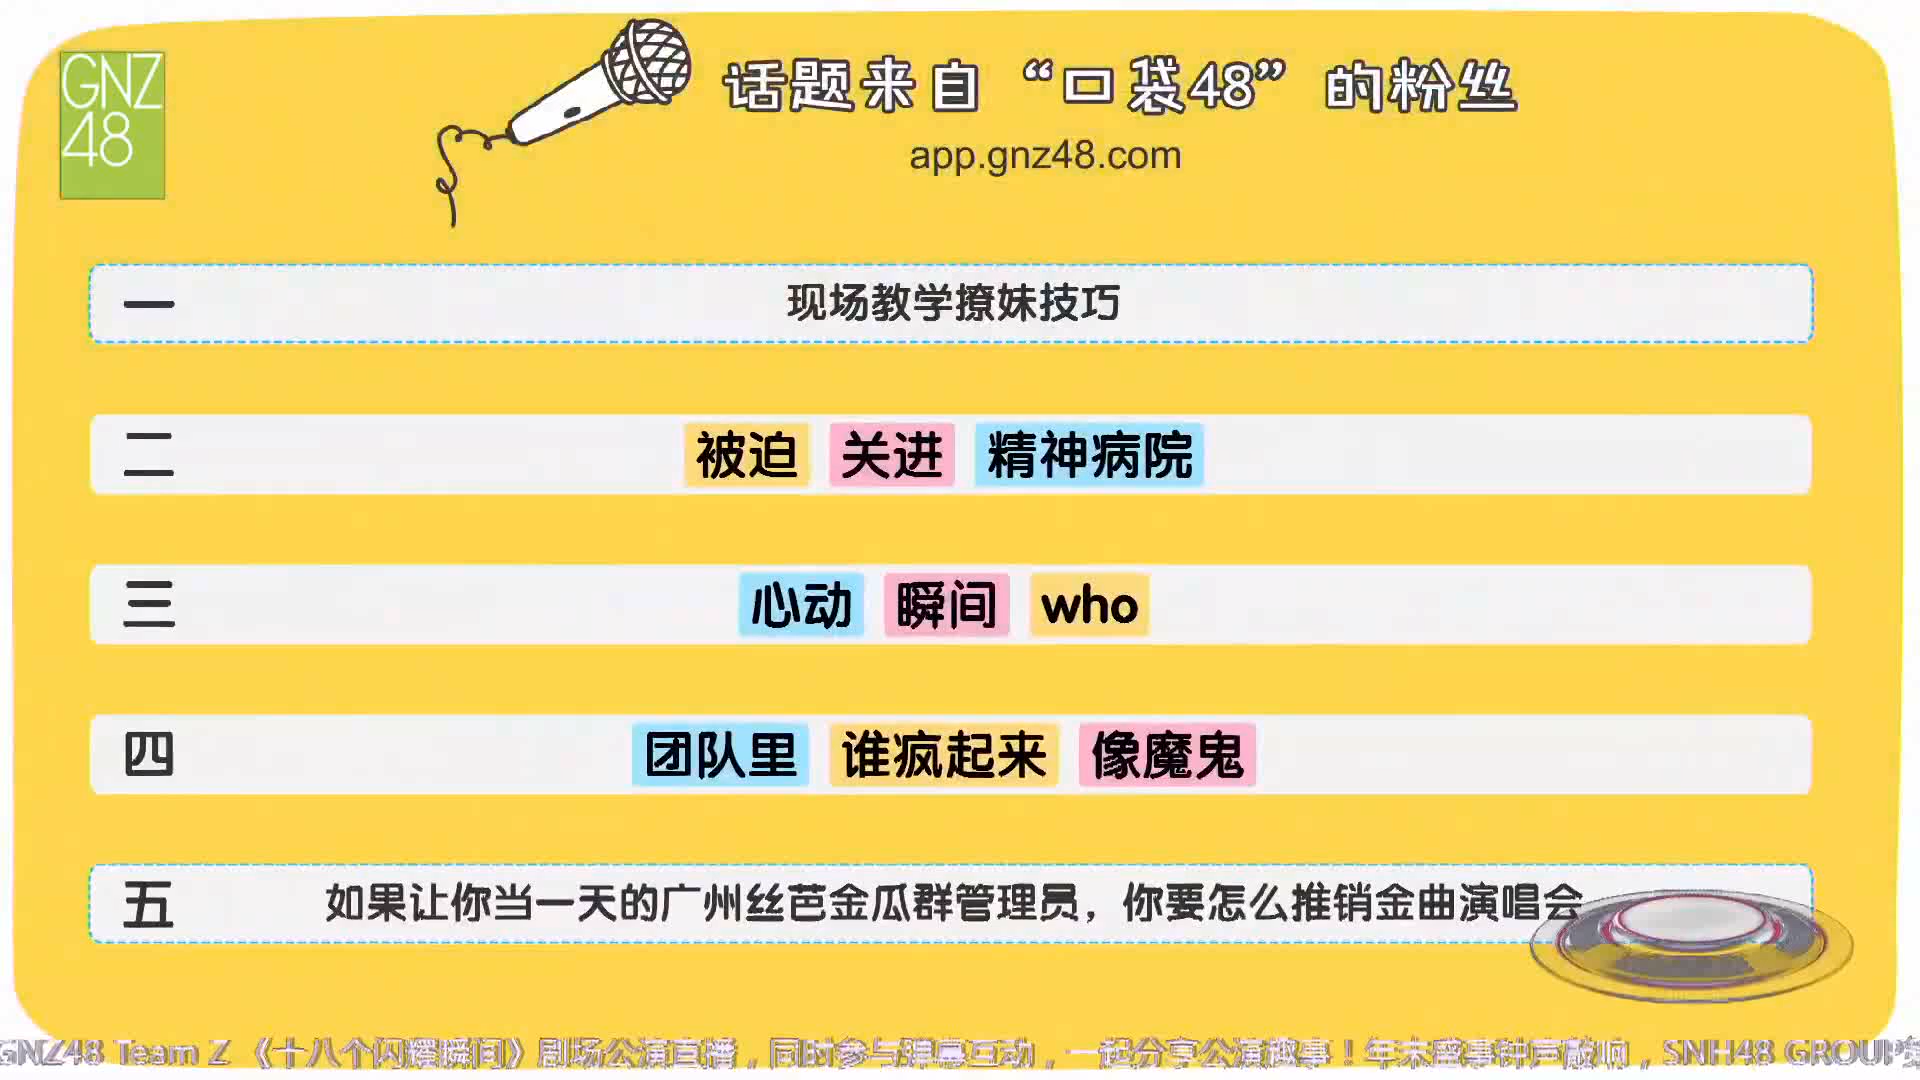 GNZ
48
话题来自“口袋48”的粉丝
app.gnz48.com
一 现场教学撩妹技巧
二 被迫 关进 精神病院
三 心动 瞬间 who
四 团队里 谁疯起来 像魔鬼
五 如果让你当一天的广州丝芭金瓜群管理员，你要怎么推销金曲演唱会
GNZ48 Team Z 《十八个闪耀瞬间》剧场公演直播，同时参与弹幕互动，一起分享公演趣事！年末盛事钟声敲响，SNH48 GROUP